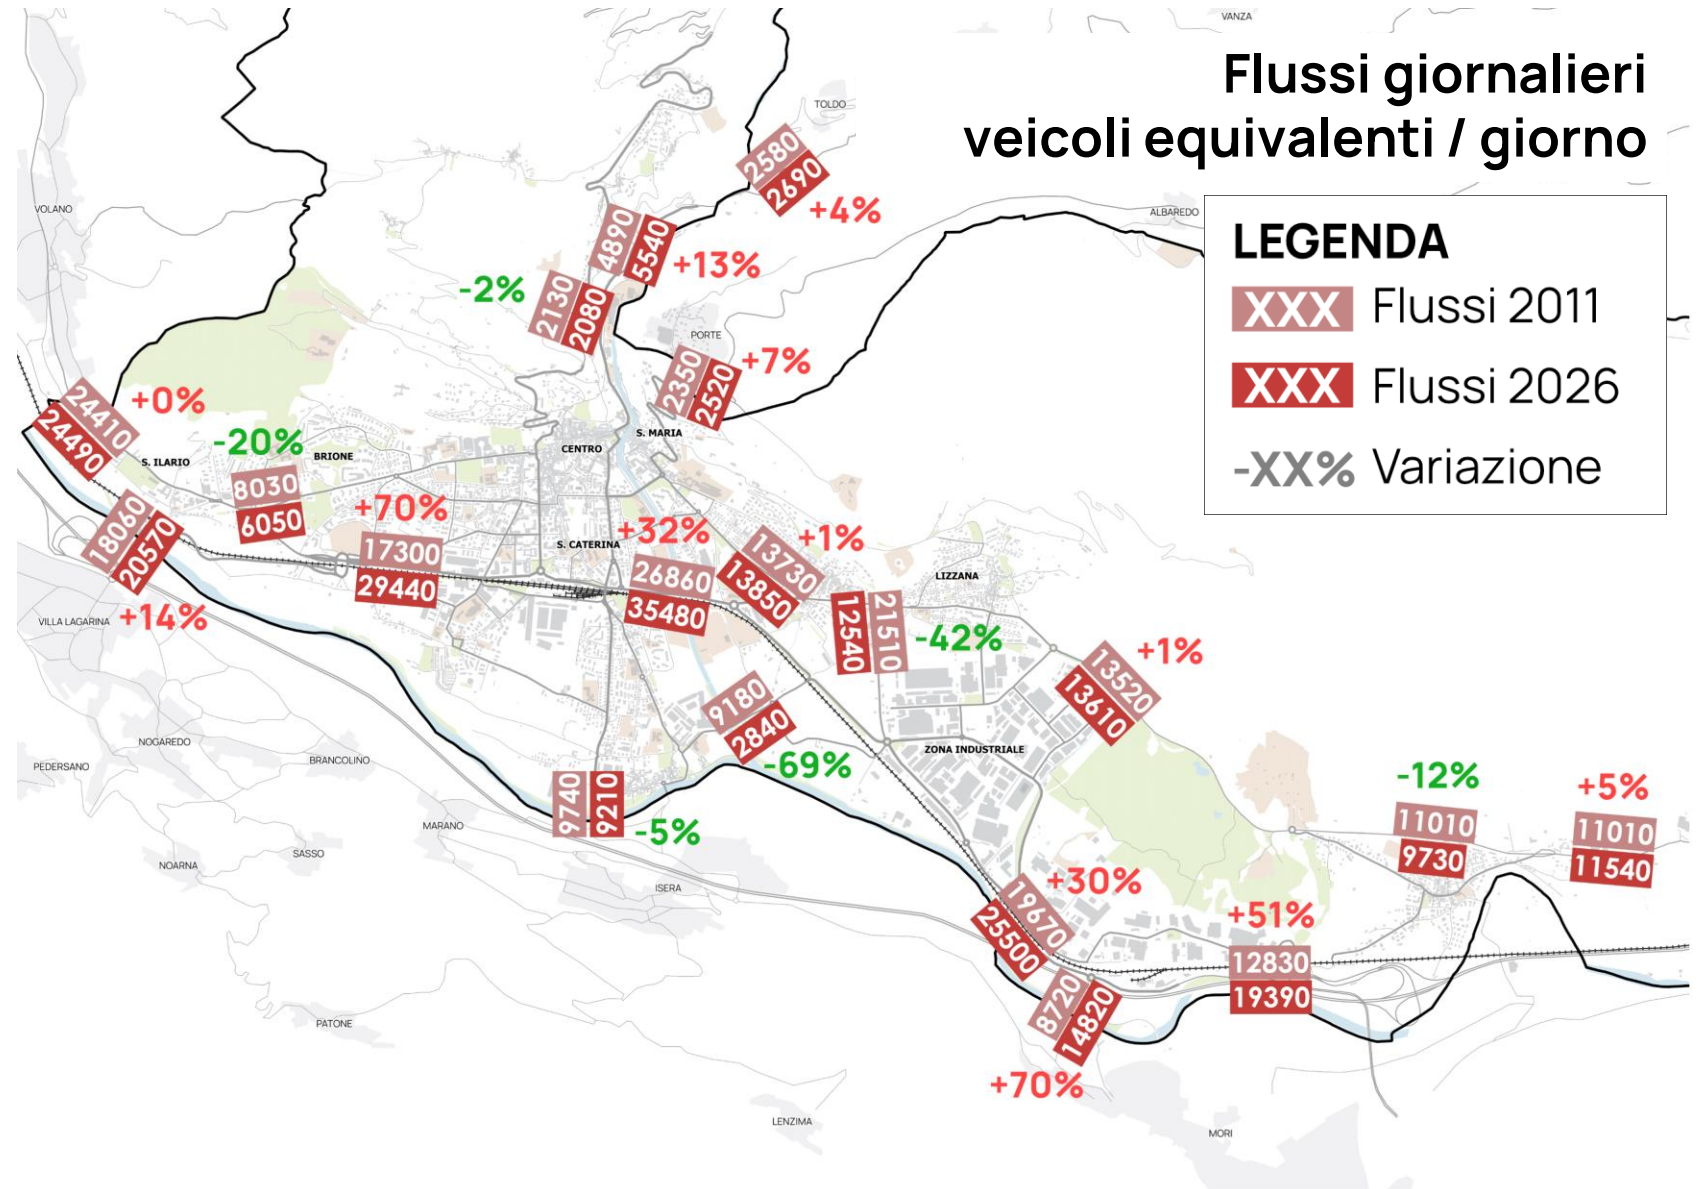 VANZA
Flussi giornalieri
veicoli equivalenti / giorno
TOLDO
2580
2690
+4%
VOLANO
ALBAREDO
LEGENDA
XXX Flussi 2011
XXX Flussi 2026
-XX% Variazione
4890
5540
+13%
-2%
2130
2080
PORTE
2350
2520
+7%
24410
24490
+0%
-20%
S. ILARIO
BRIONE
8030
6050
CENTRO
S. MARIA
18060
20570
+14%
+70%
17300
29440
S. CATERINA
+32%
26860
35480
+1%
13730
13850
LIZZANA
12540
21510
-42%
VILLA LAGARINA
+1%
13520
13610
9180
2840
-69%
NOGAREDO
PEDERSANO
BRANCOLINO
ZONA INDUSTRIALE
9740
9210
-5%
MARANO
SASSO
NOARNA
ISERA
-12%
11010
9730
+5%
11010
11540
+30%
19670
25500
+51%
12830
19390
8720
14820
+70%
PATONE
LENZIMA
MORI